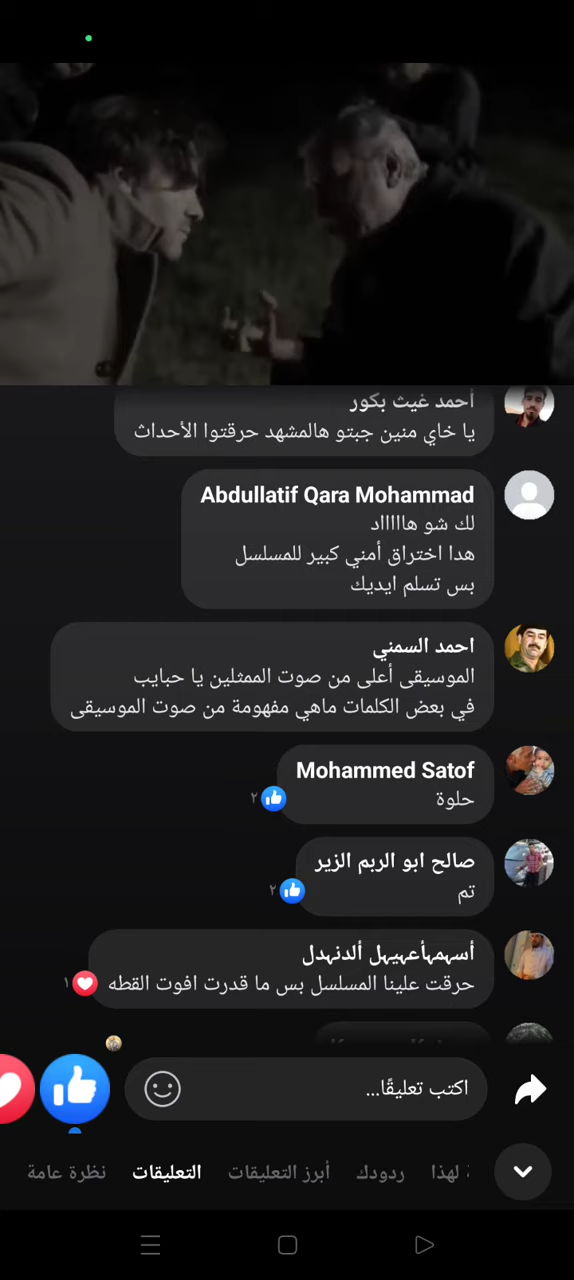 أحمد غيث بكور
يا خاي منين جبتو هالمشهد حرقتوا الأحداث
Abdullatif Qara Mohammad
لك شو هااااد
هدا اختراق أمني كبير للمسلسل
بس تسلم ايديك
احمد السمني
الموسيقى أعلى من صوت الممثلين يا حبايب
في بعض الكلمات ماهي مفهومة من صوت الموسيقى
Mohammed Satof
حلوة
٢
صالح ابو الربم الزير
تم
٢
حرقت علينا المسلسل بس ما قدرت افوت القطه
١
اكتب تعليقًا...
لهذا
ردودك
أبرز التعليقات
التعليقات
نظرة عامة